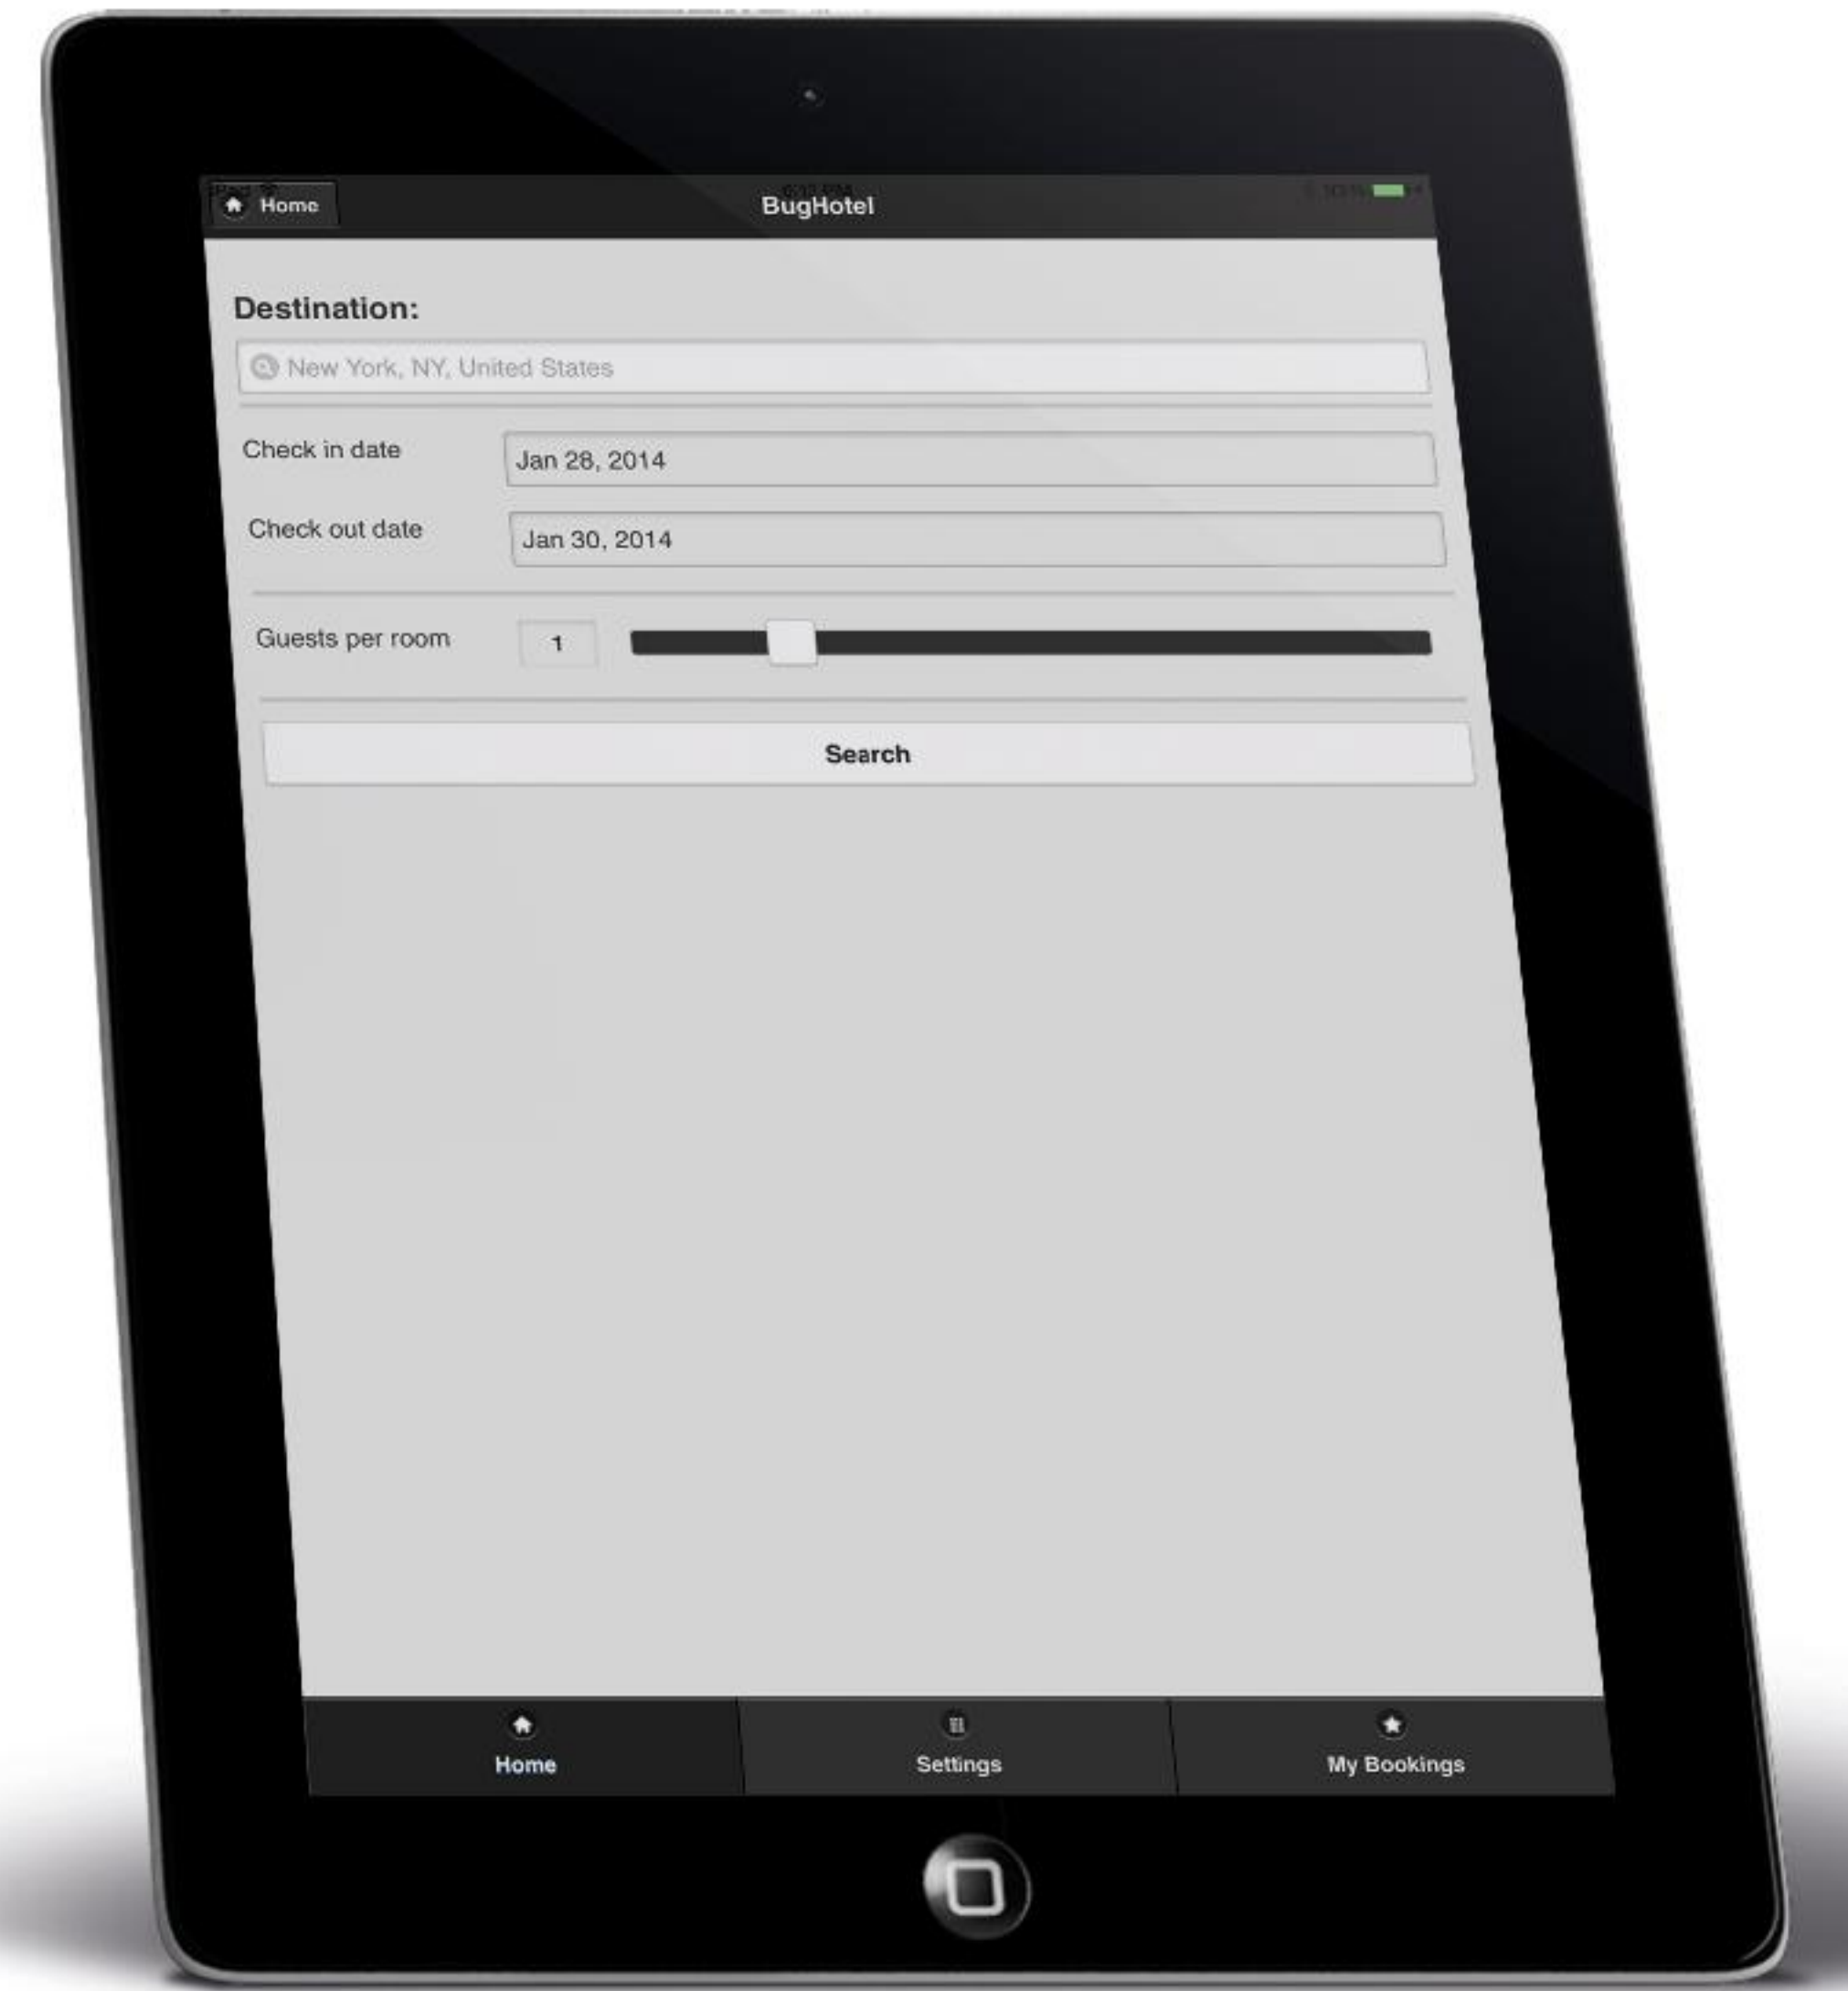 Home
BugHotel
Destination:
New York, NY, United States
Check in date
Jan 28, 2014
Check out date
Jan 30, 2014
Guests per room
1
Search
Home
Settings
My Bookings